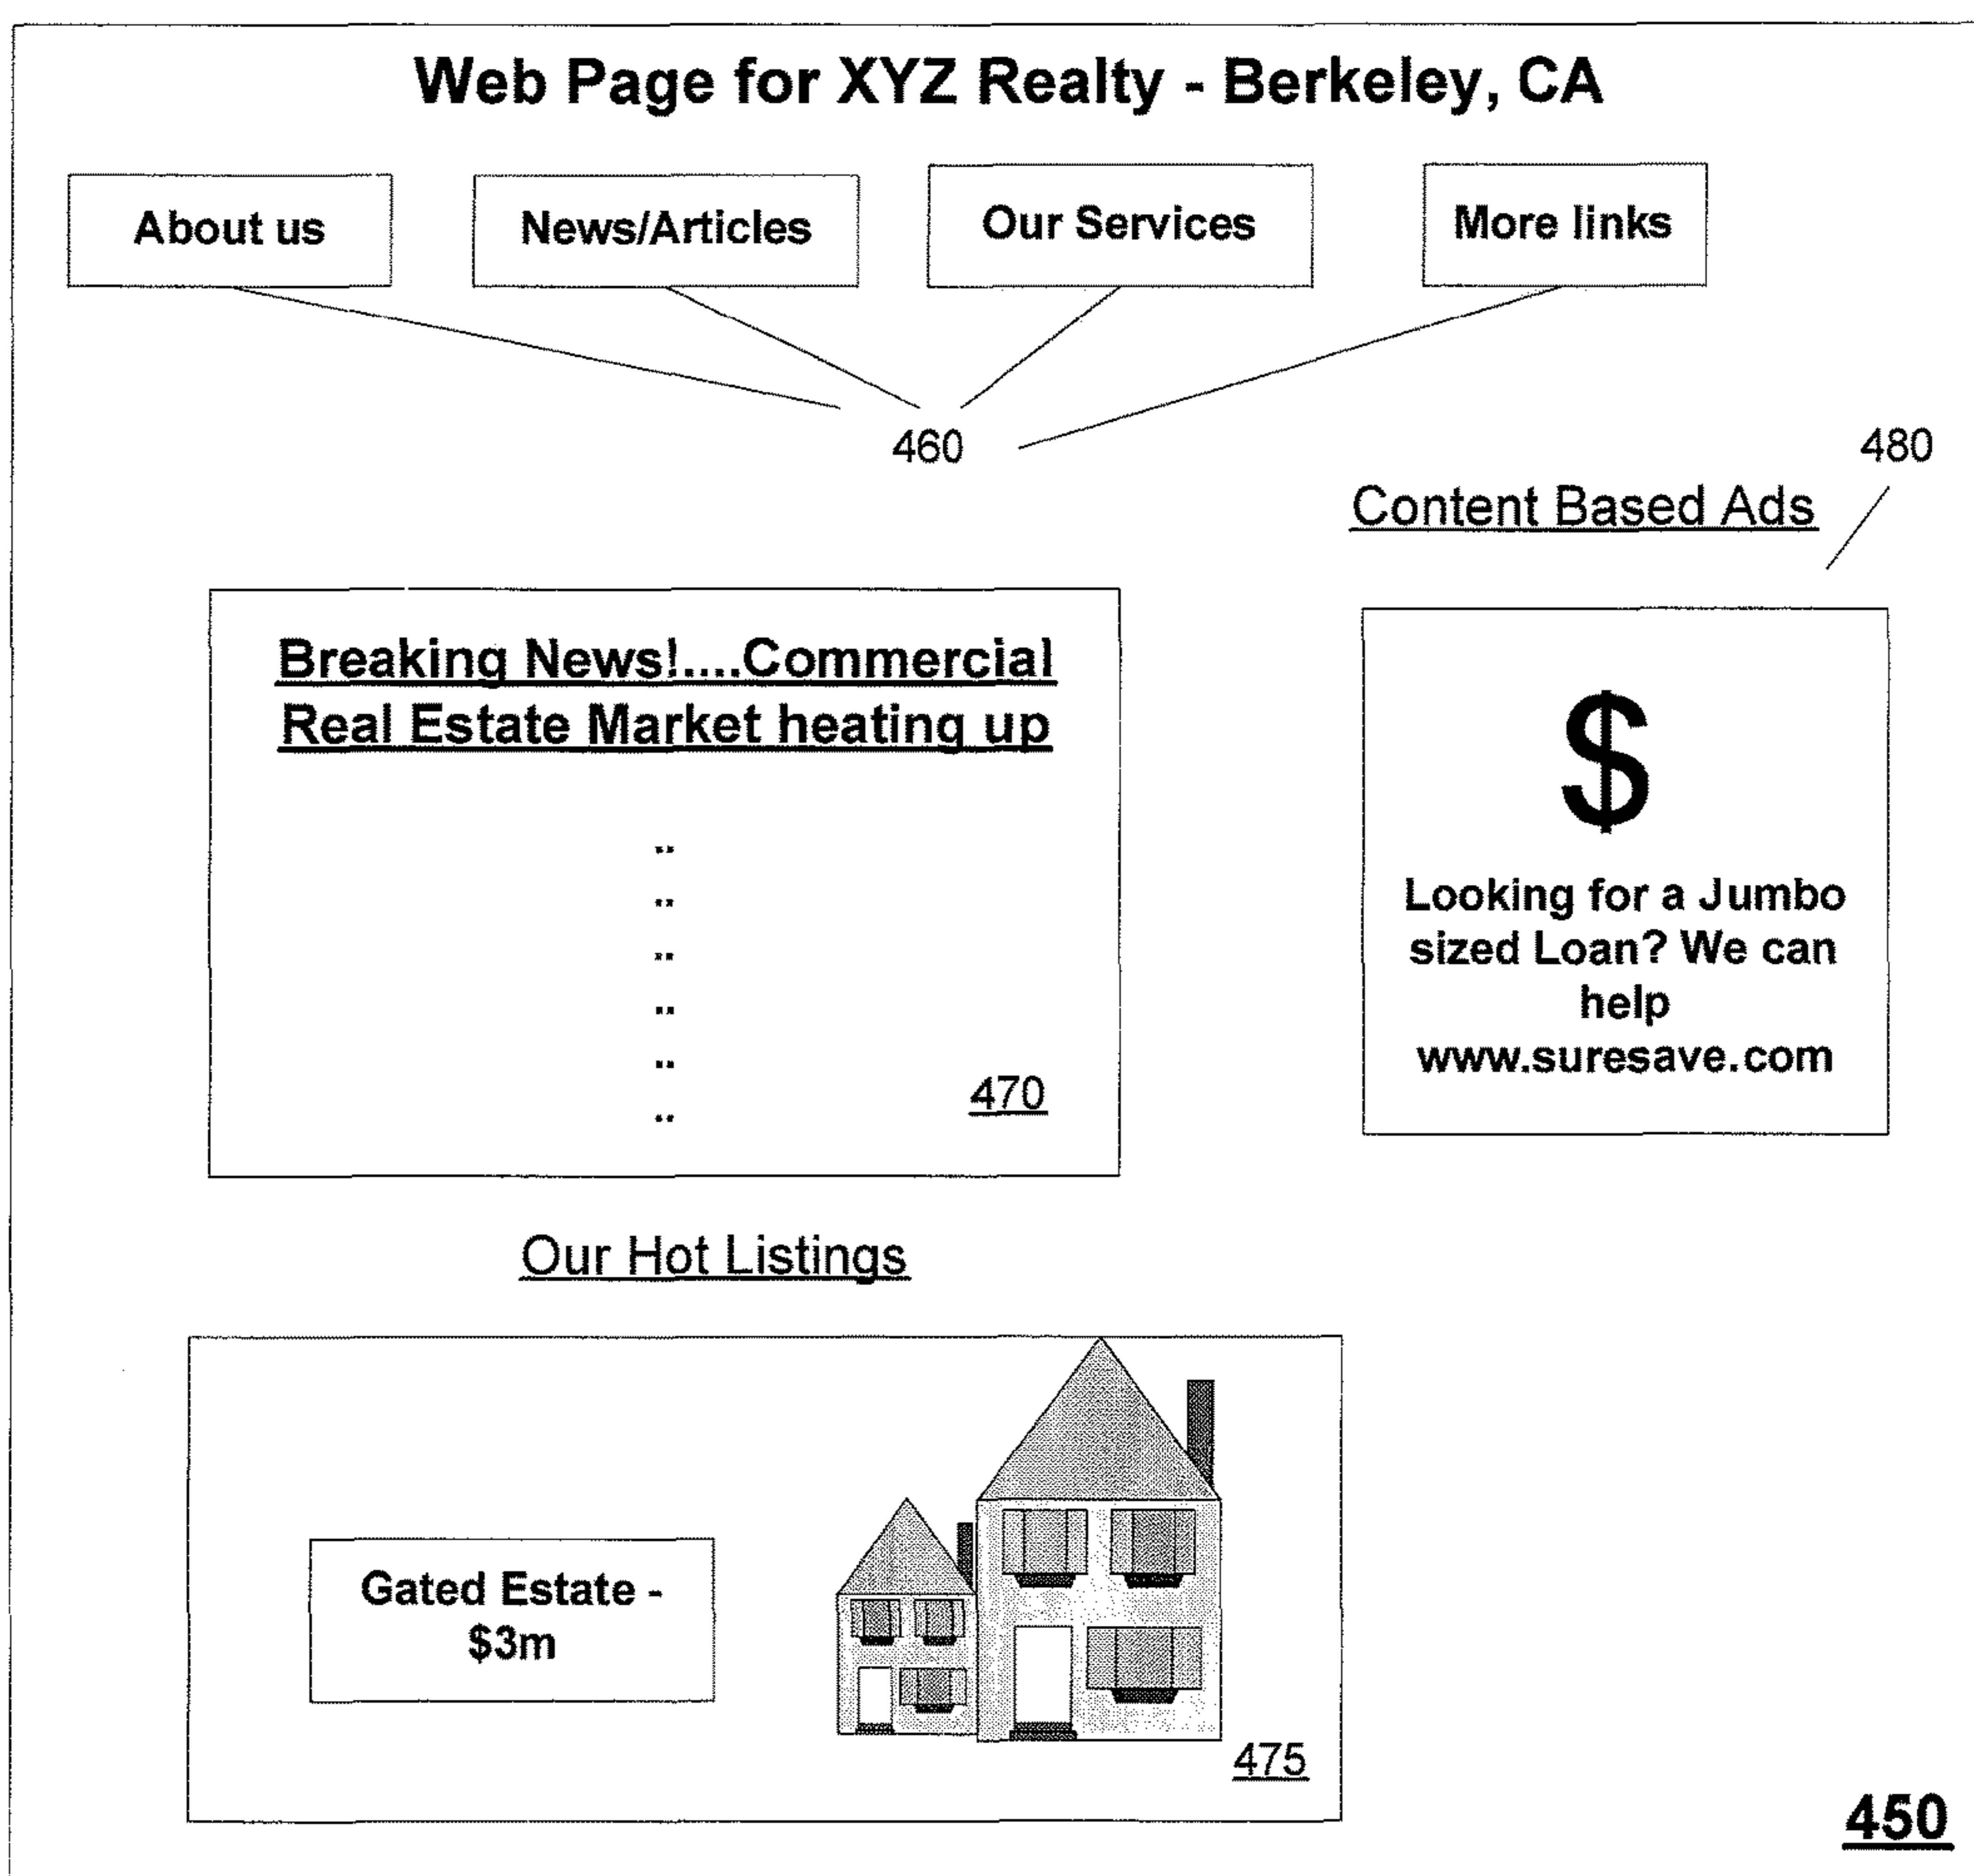 Web Page for XYZ Realty - Berkeley, CA
About us
News/Articles
Our Services
More links
460
480
Content Based Ads
Breaking News!....Commercial
Real Estate Market heating up
..
..
..
..
..
..
470
$
Looking for a Jumbo
sized Loan? We can
help
www.suresave.com
Our Hot Listings
Gated Estate -
$3m
475
450